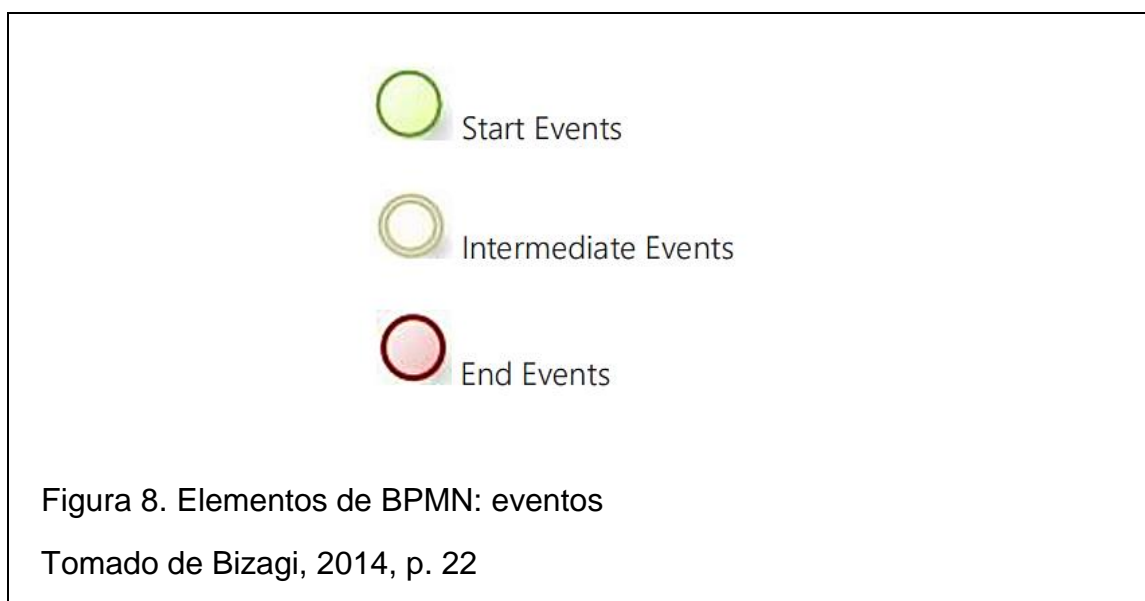 Start Events
Intermediate Events
End Events
Figura 8. Elementos de BPMN: eventos
Tomado de Bizagi, 2014, p. 22